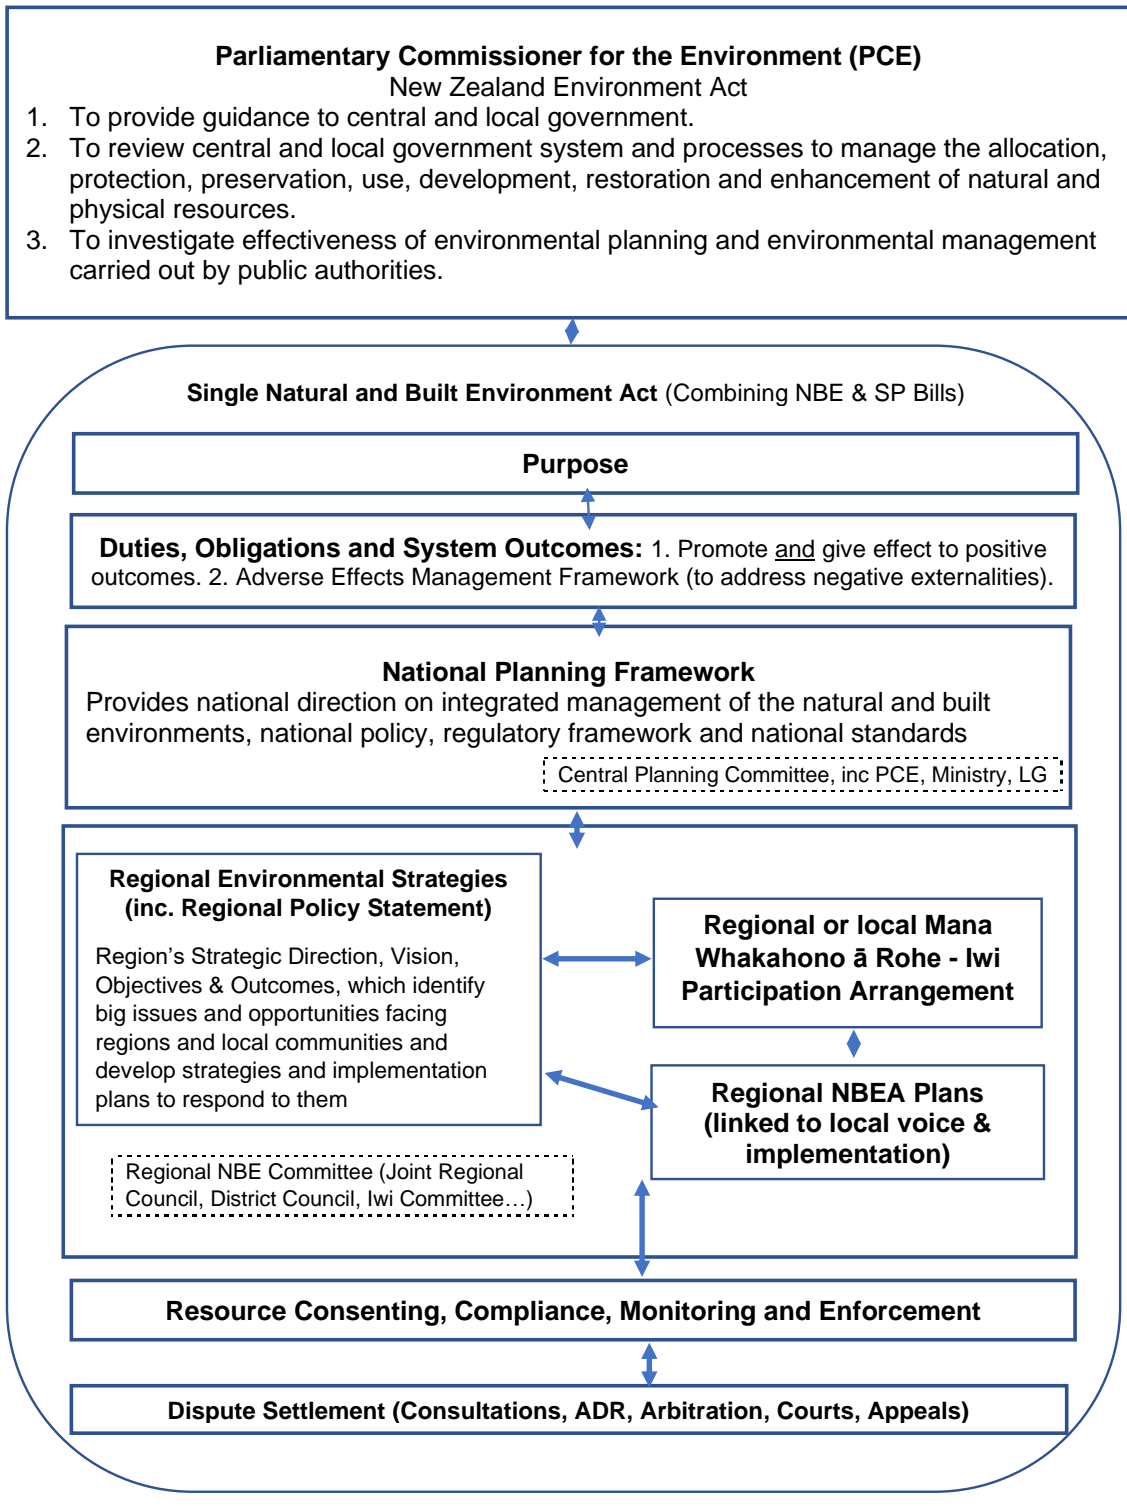 Parliamentary Commissioner for the Environment (PCE)
New Zealand Environment Act
1. To provide guidance to central and local government.
2. To review central and local government system and processes to manage the allocation,
protection, preservation, use, development, restoration and enhancement of natural and
physical resources.
3. To investigate effectiveness of environmental planning and environmental management
carried out by public authorities.
Single Natural and Built Environment Act (Combining NBE & SP Bills)
Purpose
Duties, Obligations and System Outcomes: 1. Promote and give effect to positive
outcomes. 2. Adverse Effects Management Framework (to address negative externalities).
National Planning Framework
Provides national direction on integrated management of the natural and built
environments, national policy, regulatory framework and national standards
Central Planning Committee, inc PCE, Ministry, LG
Regional Environmental Strategies
(inc. Regional Policy Statement)
Region’s Strategic Direction, Vision,
Objectives & Outcomes, which identify
big issues and opportunities facing
regions and local communities and
develop strategies and implementation
plans to respond to them
Regional or local Mana
Whakahono ā Rohe - Iwi
Participation Arrangement
Regional NBEA Plans
(linked to local voice &
implementation)
Regional NBE Committee (Joint Regional
Council, District Council, Iwi Committee…)
Resource Consenting, Compliance, Monitoring and Enforcement
Dispute Settlement (Consultations, ADR, Arbitration, Courts, Appeals)